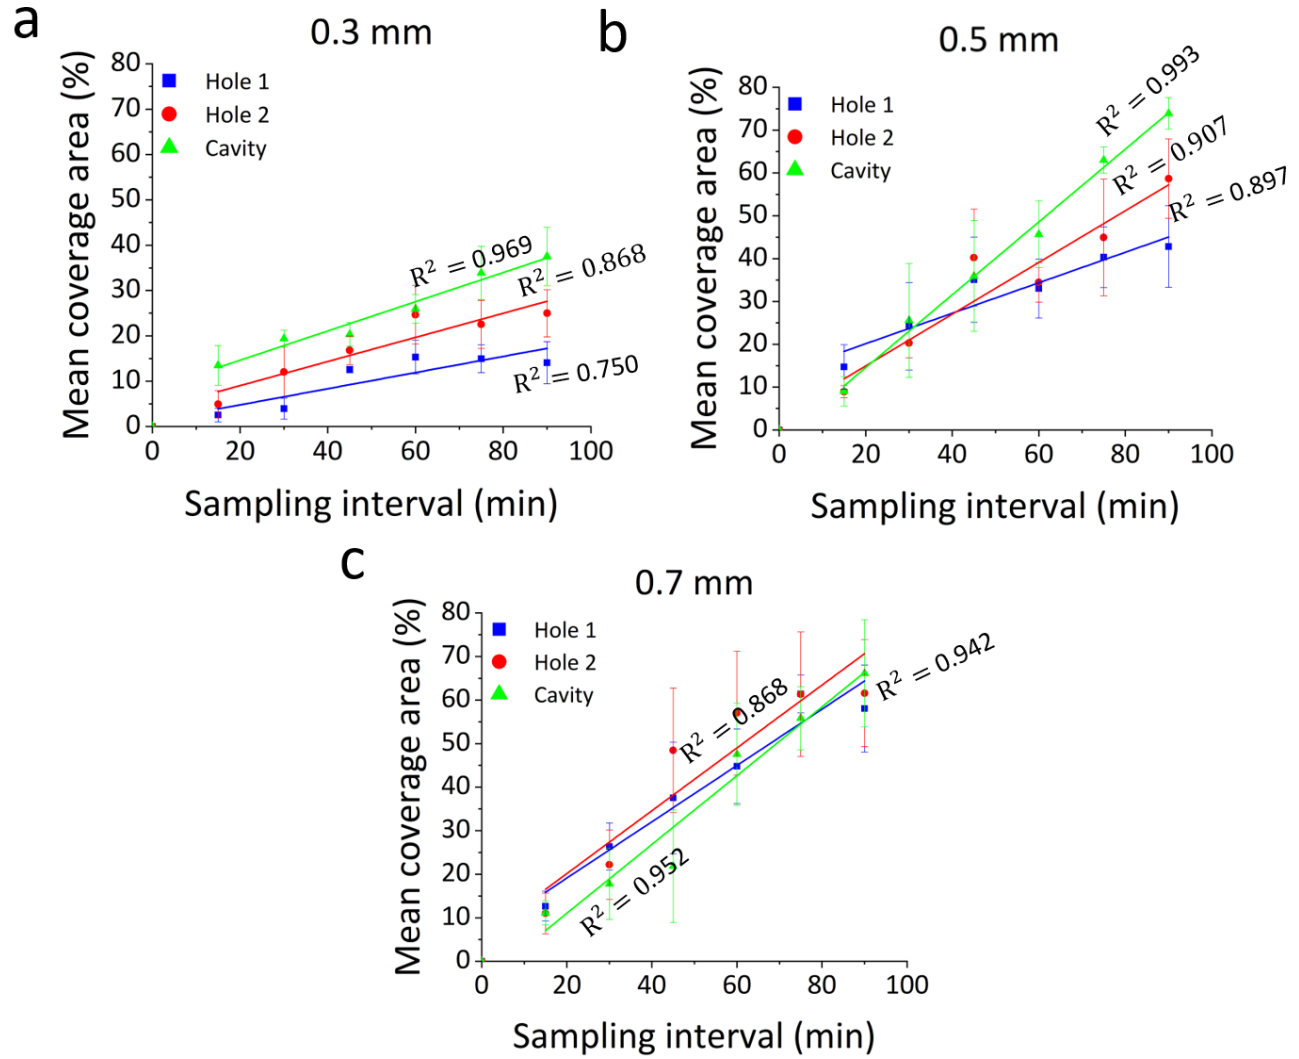 a
0.3 mm
Mean coverage area (%)
80
70
60
50
40
30
20
10
0
Hole 1
Hole 2
Cavity
R² = 0.969
R² = 0.868
R² = 0.750
0 20 40 60 80 100
Sampling interval (min)
b
0.5 mm
Mean coverage area (%)
80
70
60
50
40
30
20
10
0
Hole 1
Hole 2
Cavity
R² = 0.993
R² = 0.907
R² = 0.897
0 20 40 60 80 100
Sampling interval (min)
c
0.7 mm
Mean coverage area (%)
80
70
60
50
40
30
20
10
0
Hole 1
Hole 2
Cavity
R² = 0.868
R² = 0.942
R² = 0.952
0 20 40 60 80 100
Sampling interval (min)